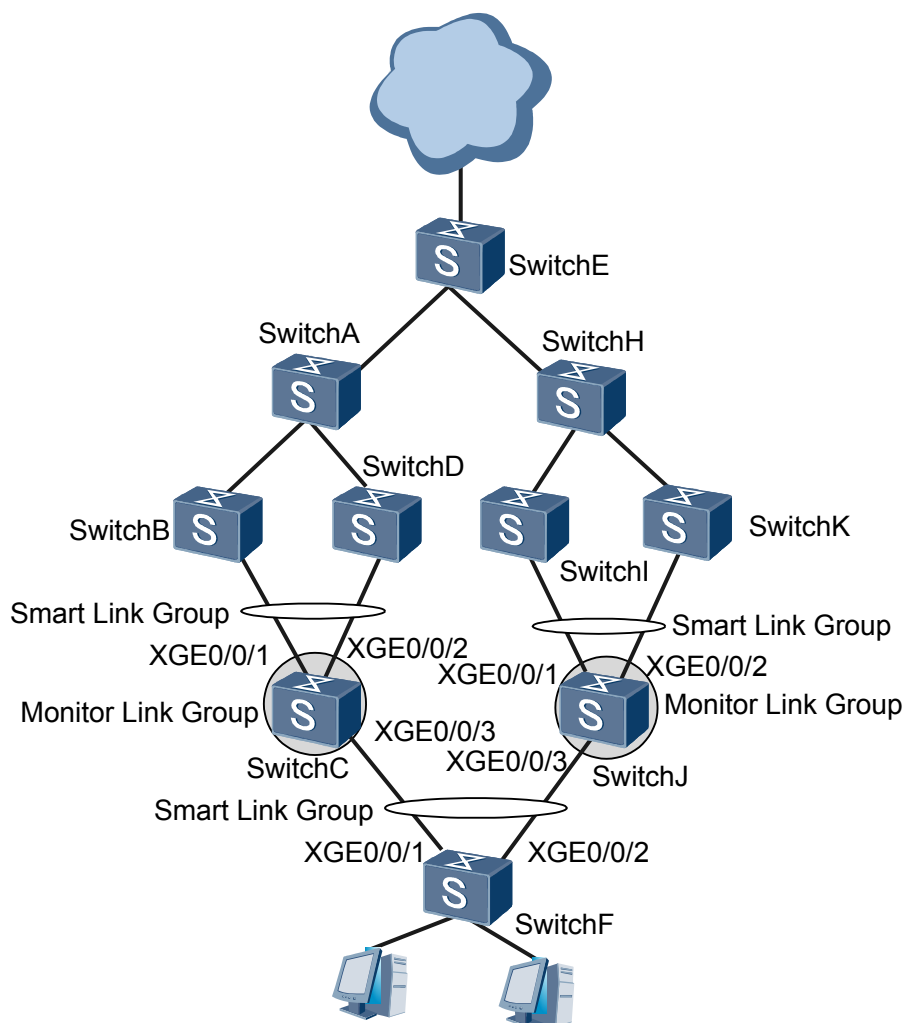 S
SwitchE
SwitchA
SwitchH
S
S
SwitchD
SwitchB
S
S
S
S
SwitchK
SwitchI
Smart Link Group
Smart Link Group
XGE0/0/1
XGE0/0/2
XGE0/0/1
XGE0/0/2
Monitor Link Group
S
S
Monitor Link Group
XGE0/0/3
SwitchC
XGE0/0/3
SwitchJ
Smart Link Group
XGE0/0/1
XGE0/0/2
S
SwitchF